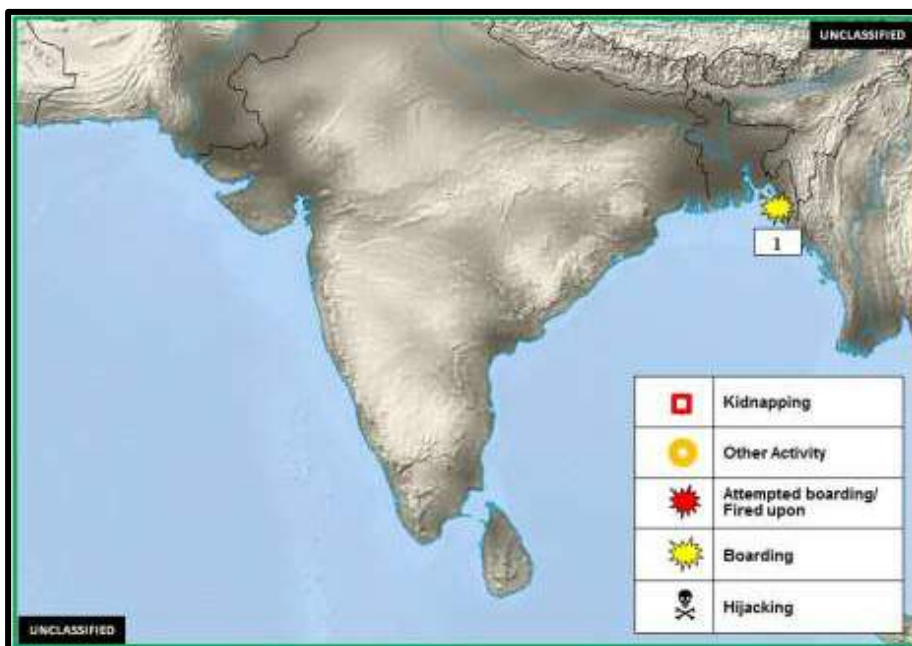 UNCLASSIFIED
1
Kidnapping
Other Activity
Attempted boarding/
Fired upon
Boarding
Hijacking
UNCLASSIFIED